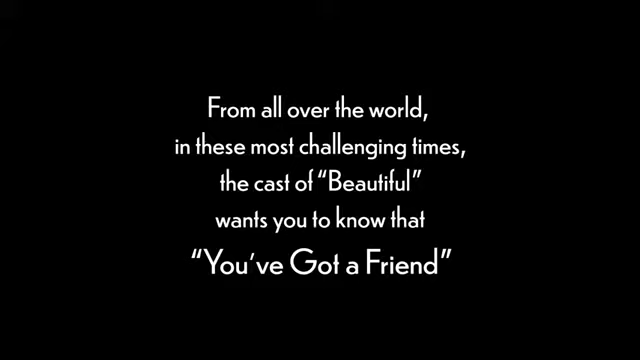 From all over the world,
in these most challenging times,
the cast of “Beautiful”
wants you to know that
“You’ve Got a Friend”